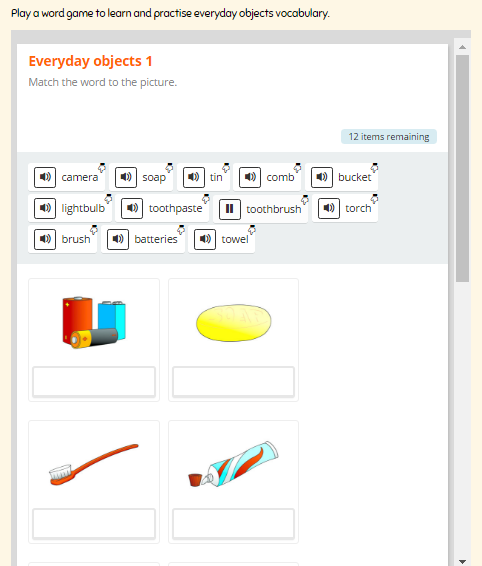 Play a word game to learn and practise everyday objects vocabulary.
Everyday objects 1
Match the word to the picture.
12 items remaining
camera soap tin comb bucket
lightbulb toothpaste toothbrush torch
brush batteries towel